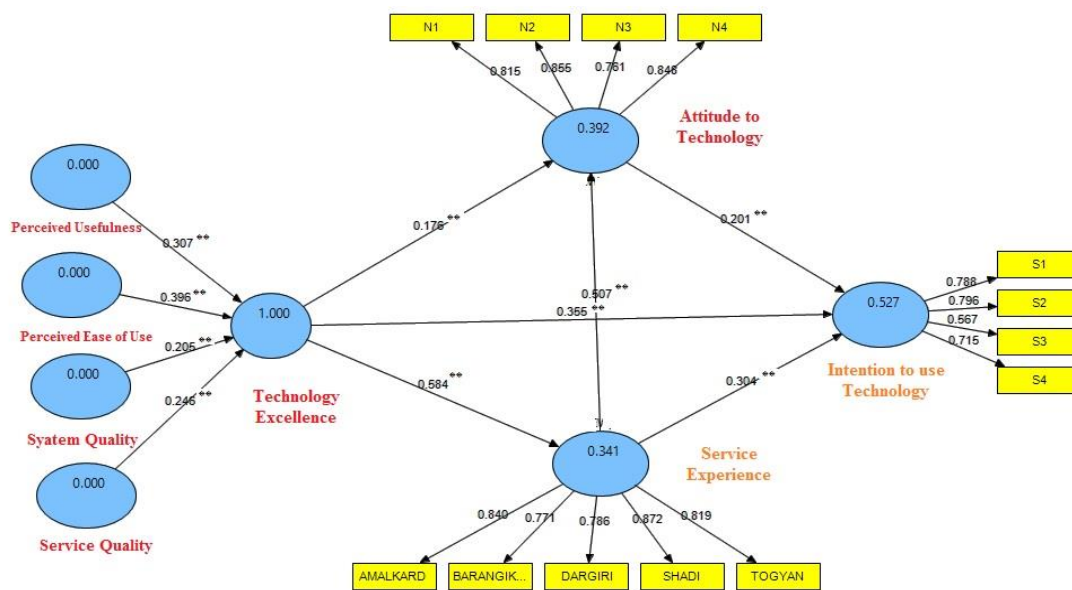 N1
N2
N3
N4
0.815
0.855
0.761
0.846
0.392
Attitude to
Technology
0.000
Perceived Usefulness
0.307 **
0.176 **
0.201 **
0.000
Perceived Ease of Use
0.396 **
1.000
Technology
Excellence
0.507 **
0.355 **
0.527
Intention to use
Technology
0.788
0.796
0.567
0.715
S1
S2
S3
S4
0.000
Syatem Quality
0.205 **
0.584 **
0.304 **
0.000
Service Quality
0.246 **
0.341
Service
Experience
0.840
0.771
0.786
0.872
0.819
AMALKARD
BARANGIK...
DARGIRI
SHADI
TOGYAN